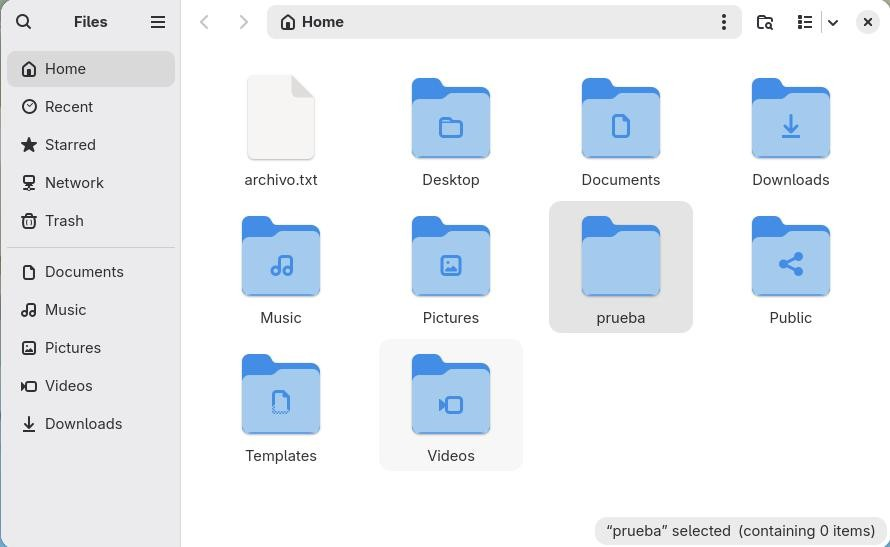 Files
Home
Home
Recent
Starred
Network
Trash
Documents
Music
Pictures
Videos
Downloads
archivo.txt
Desktop
Documents
Downloads
Music
Pictures
prueba
Public
Templates
Videos
“prueba” selected (containing 0 items)